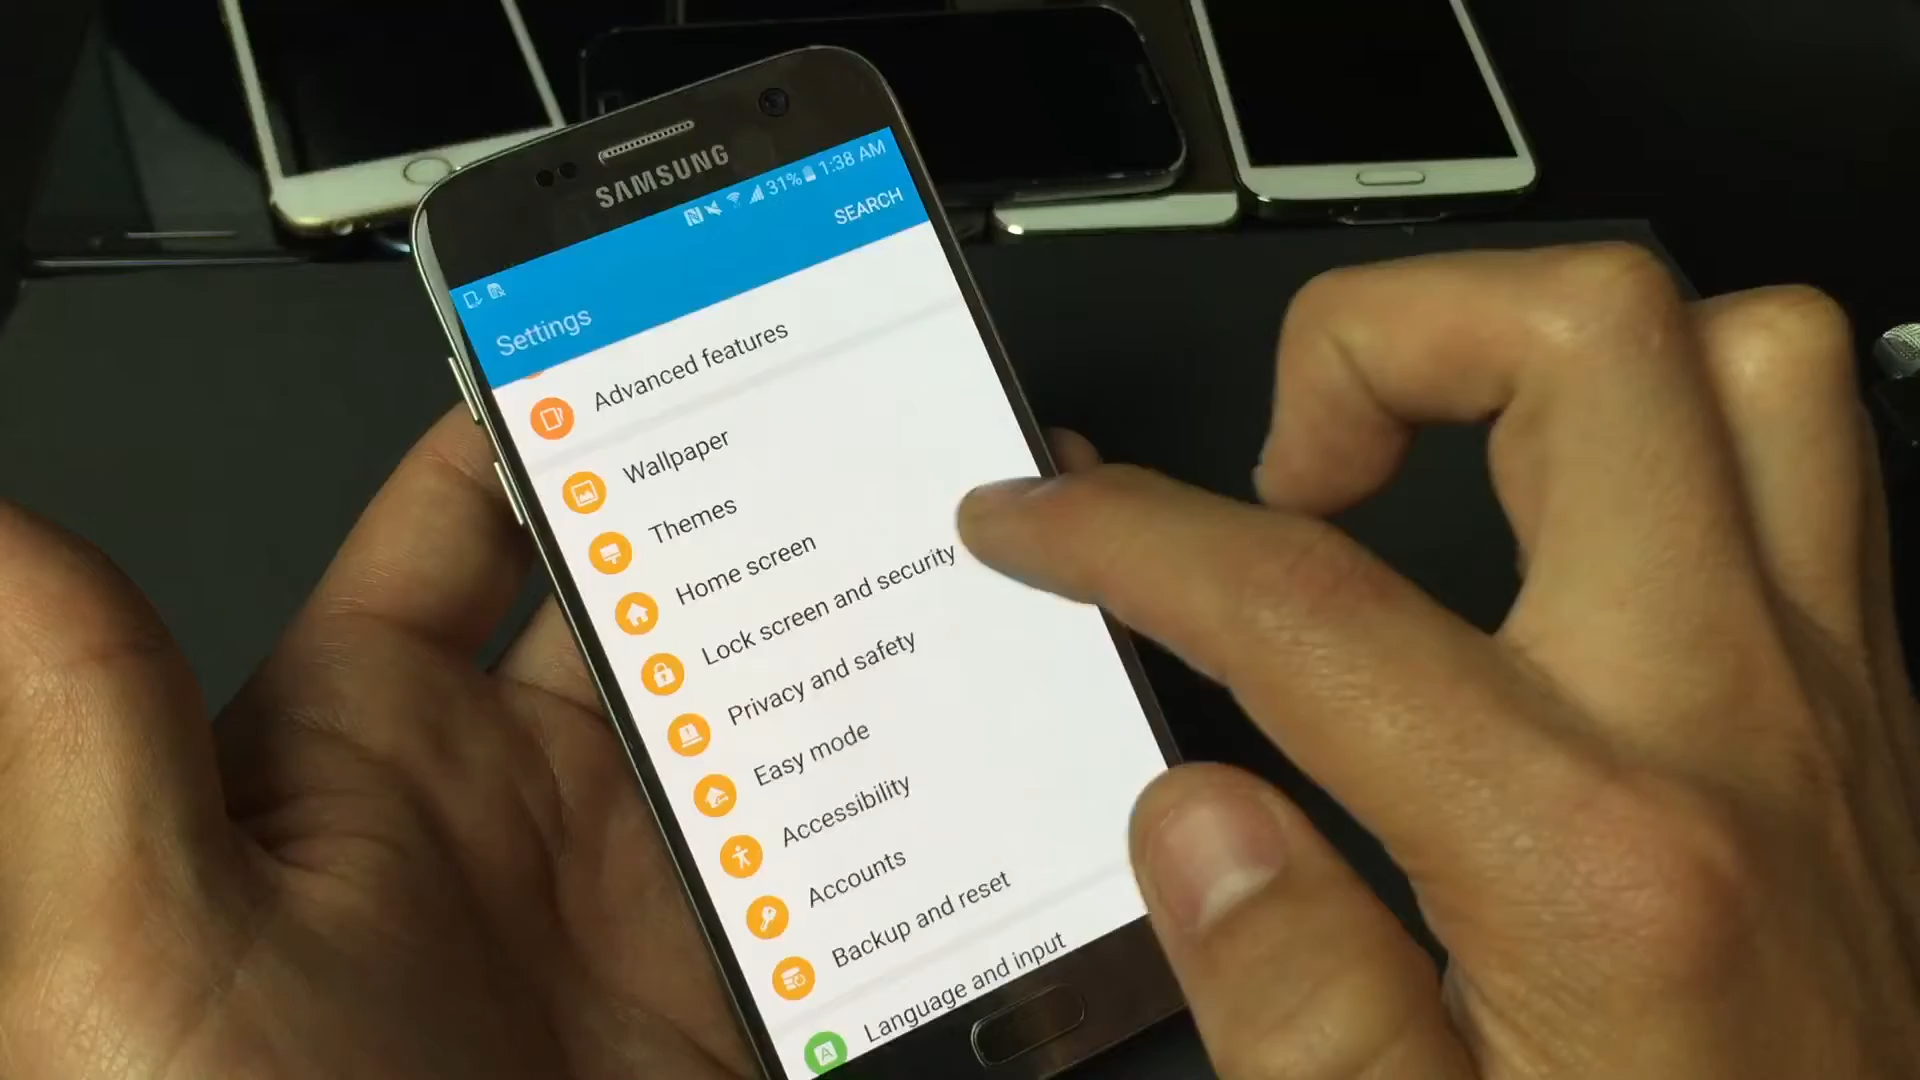 SAMSUNG
31% 1:38 AM
Settings
SEARCH
Advanced features
Wallpaper
Themes
Home screen
Lock screen and security
Privacy and safety
Easy mode
Accessibility
Accounts
Backup and reset
A
Language and input